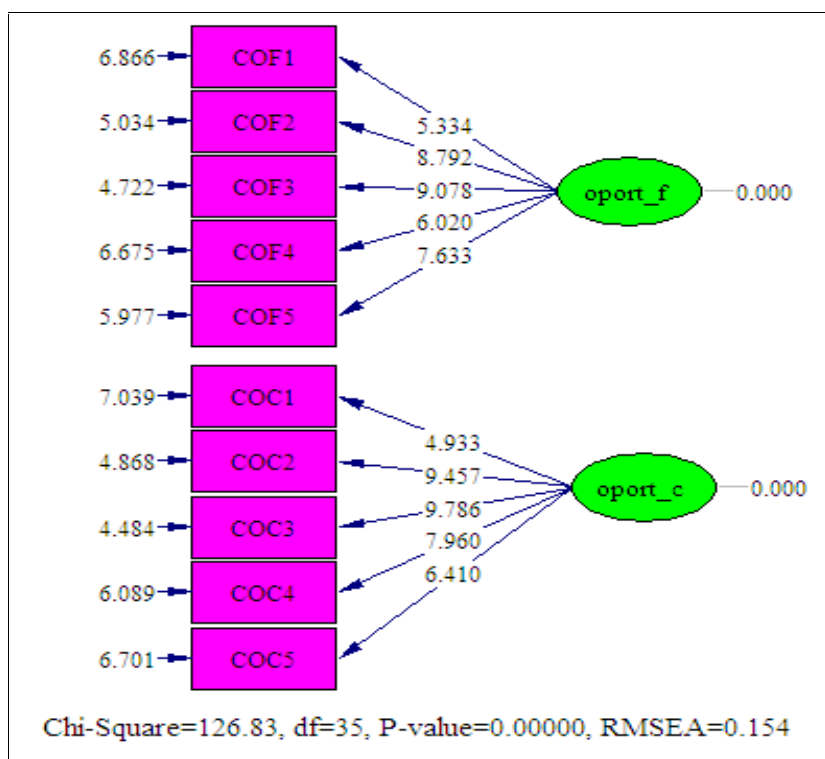 6.866 COF1
5.334
5.034 COF2
8.792
4.722 COF3
9.078
oport_f 0.000
6.675 COF4
6.020
5.977 COF5
7.633
7.039 COC1
4.933
4.868 COC2
9.457
oport_c 0.000
4.484 COC3
9.786
6.089 COC4
7.960
6.701 COC5
6.410
Chi-Square=126.83, df=35, P-value=0.00000, RMSEA=0.154